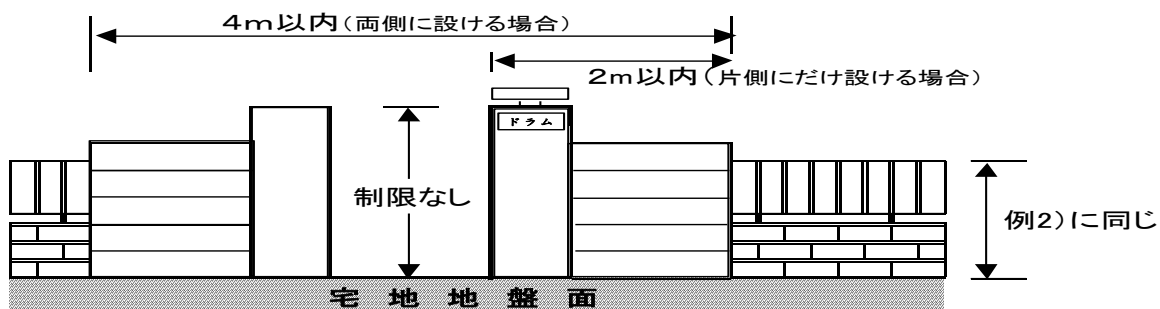 4m以内(両側に設ける場合)
2m以内(片側にだけ設ける場合)
ドラム
制限なし
例2)に同じ
宅地地盤面